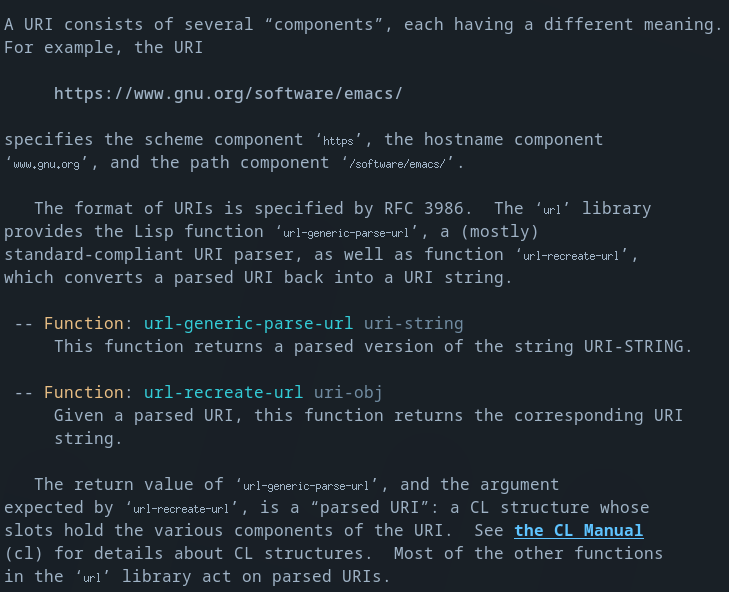 A URI consists of several “components”, each having a different meaning.
For example, the URI
https://www.gnu.org/software/emacs/
specifies the scheme component ‘https’, the hostname component
‘www.gnu.org’, and the path component ‘/software/emacs/’.
The format of URIs is specified by RFC 3986.  The ‘url’ library
provides the Lisp function ‘url-generic-parse-url’, a (mostly)
standard-compliant URI parser, as well as function ‘url-recreate-url’,
which converts a parsed URI back into a URI string.
-- Function: url-generic-parse-url uri-string
This function returns a parsed version of the string URI-STRING.
-- Function: url-recreate-url uri-obj
Given a parsed URI, this function returns the corresponding URI
string.
The return value of ‘url-generic-parse-url’, and the argument
expected by ‘url-recreate-url’, is a “parsed URI”: a CL structure whose
slots hold the various components of the URI.  See the CL Manual
(cl) for details about CL structures.  Most of the other functions
in the ‘url’ library act on parsed URIs.